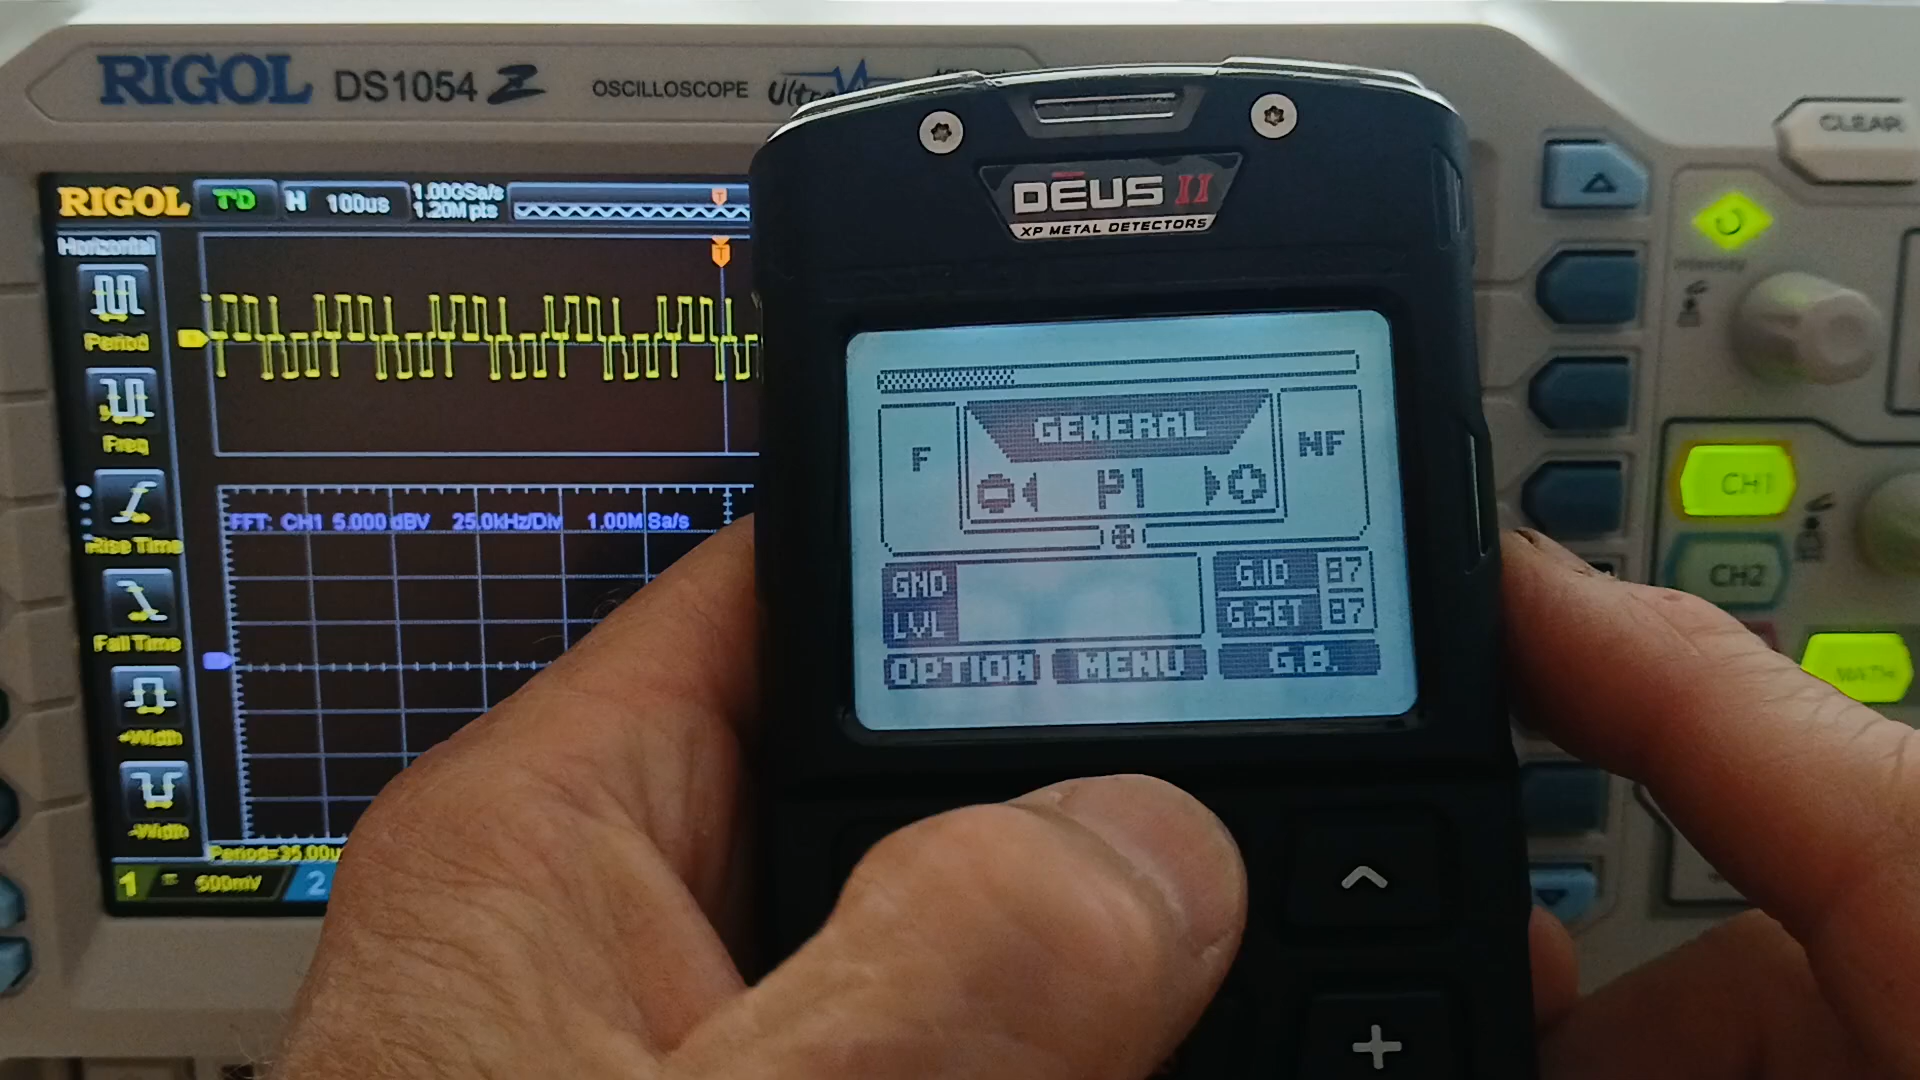 RIGOL DS1054 Z OSCILLOSCOPE Ultra
CLEAR
RIGOL T'D H 100us 1.00GSa/s
1.20M pts
Horizontal
Period
Freq
FFT: CH1 5.000 dBV 25.0kHz/Div 1.00M Sa/s
Rise Time
Fall Time
+Width
-Width
Period=35.00u
1 = 500mV 2
DEUS II
XP METAL DETECTORS
F GENERAL NF
P1
GND G.ID 87
LVL G.SET 87
OPTION MENU G.B.
Intensity
CH1
CH2
MATH